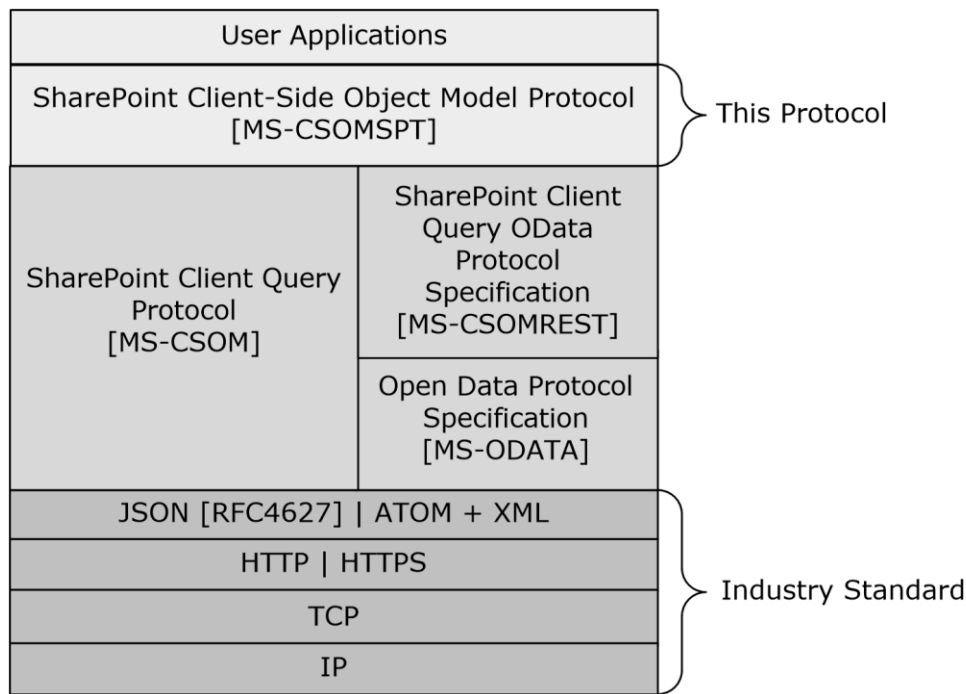 User Applications
SharePoint Client-Side Object Model Protocol
[MS-CSOMSPT]
This Protocol
SharePoint Client Query
Protocol
[MS-CSOM]
SharePoint Client
Query OData
Protocol
Specification
[MS-CSOMREST]
Open Data Protocol
Specification
[MS-ODATA]
JSON [RFC4627] | ATOM + XML
HTTP | HTTPS
TCP
IP
Industry Standard